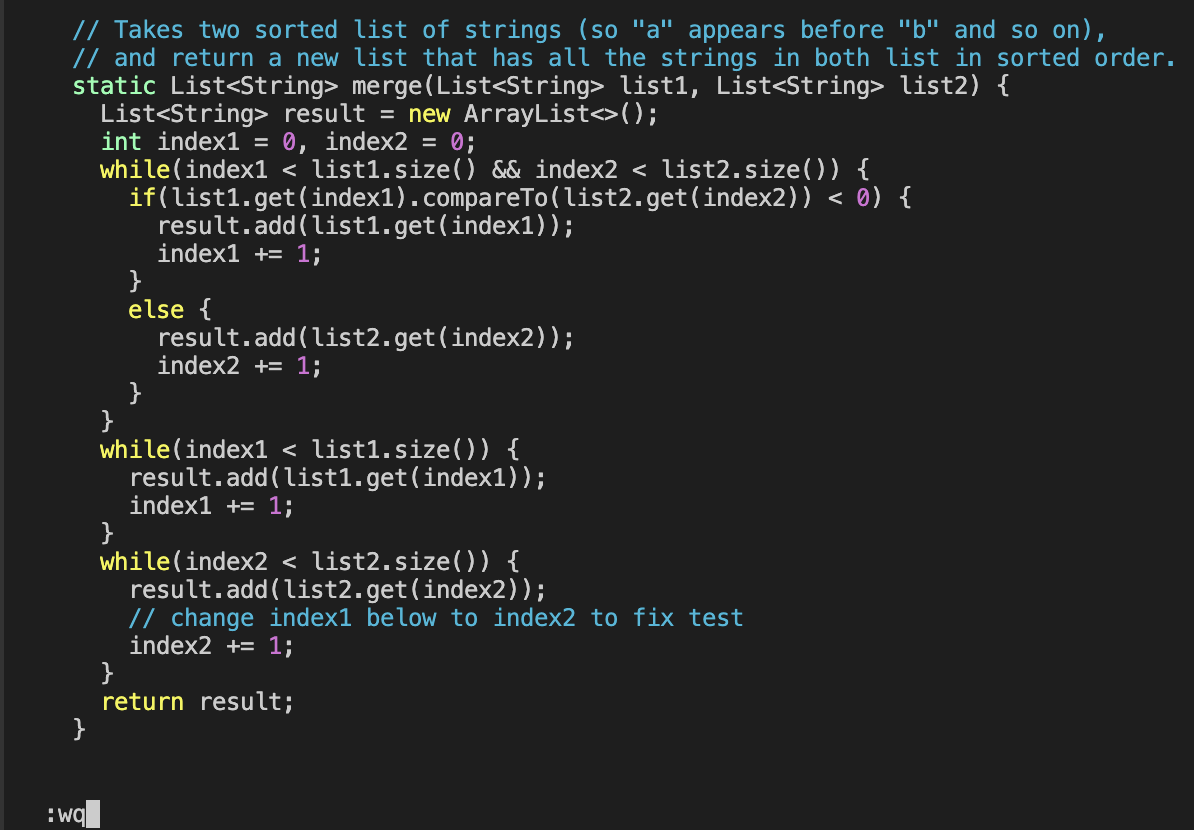 // Takes two sorted list of strings (so "a" appears before "b" and so on),
// and return a new list that has all the strings in both list in sorted order.
static List<String> merge(List<String> list1, List<String> list2) {
  List<String> result = new ArrayList<>();
  int index1 = 0, index2 = 0;
  while(index1 < list1.size() && index2 < list2.size()) {
    if(list1.get(index1).compareTo(list2.get(index2)) < 0) {
      result.add(list1.get(index1));
      index1 += 1;
    }
    else {
      result.add(list2.get(index2));
      index2 += 1;
    }
  }
  while(index1 < list1.size()) {
    result.add(list1.get(index1));
    index1 += 1;
  }
  while(index2 < list2.size()) {
    result.add(list2.get(index2));
    // change index1 below to index2 to fix test
    index2 += 1;
  }
  return result;
}
:wq